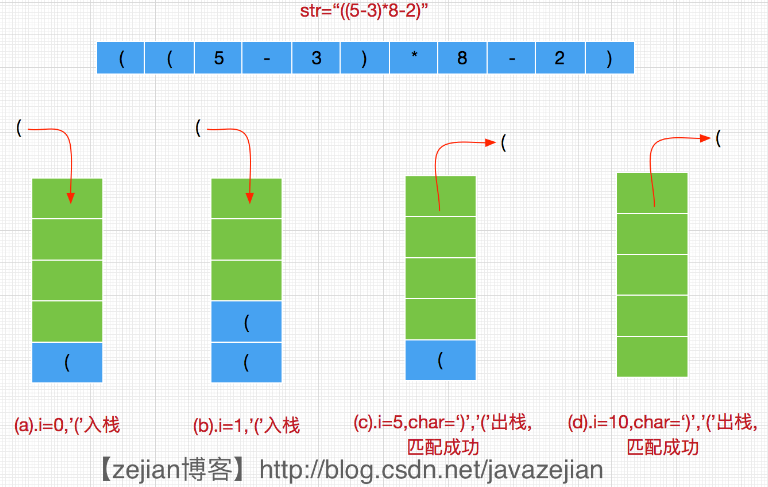 str=“((5-3)*8-2)”
( ( 5 - 3 ) * 8 - 2 )
( ( ( (
(
( ( (
(a).i=0,’(’入栈 (b).i=1,’(’入栈 (c).i=5,char=‘)’,’(’出栈, (d).i=10,char=‘)’,’(’出栈,
匹配成功 匹配成功
【zejian博客】http://blog.csdn.net/javazejian